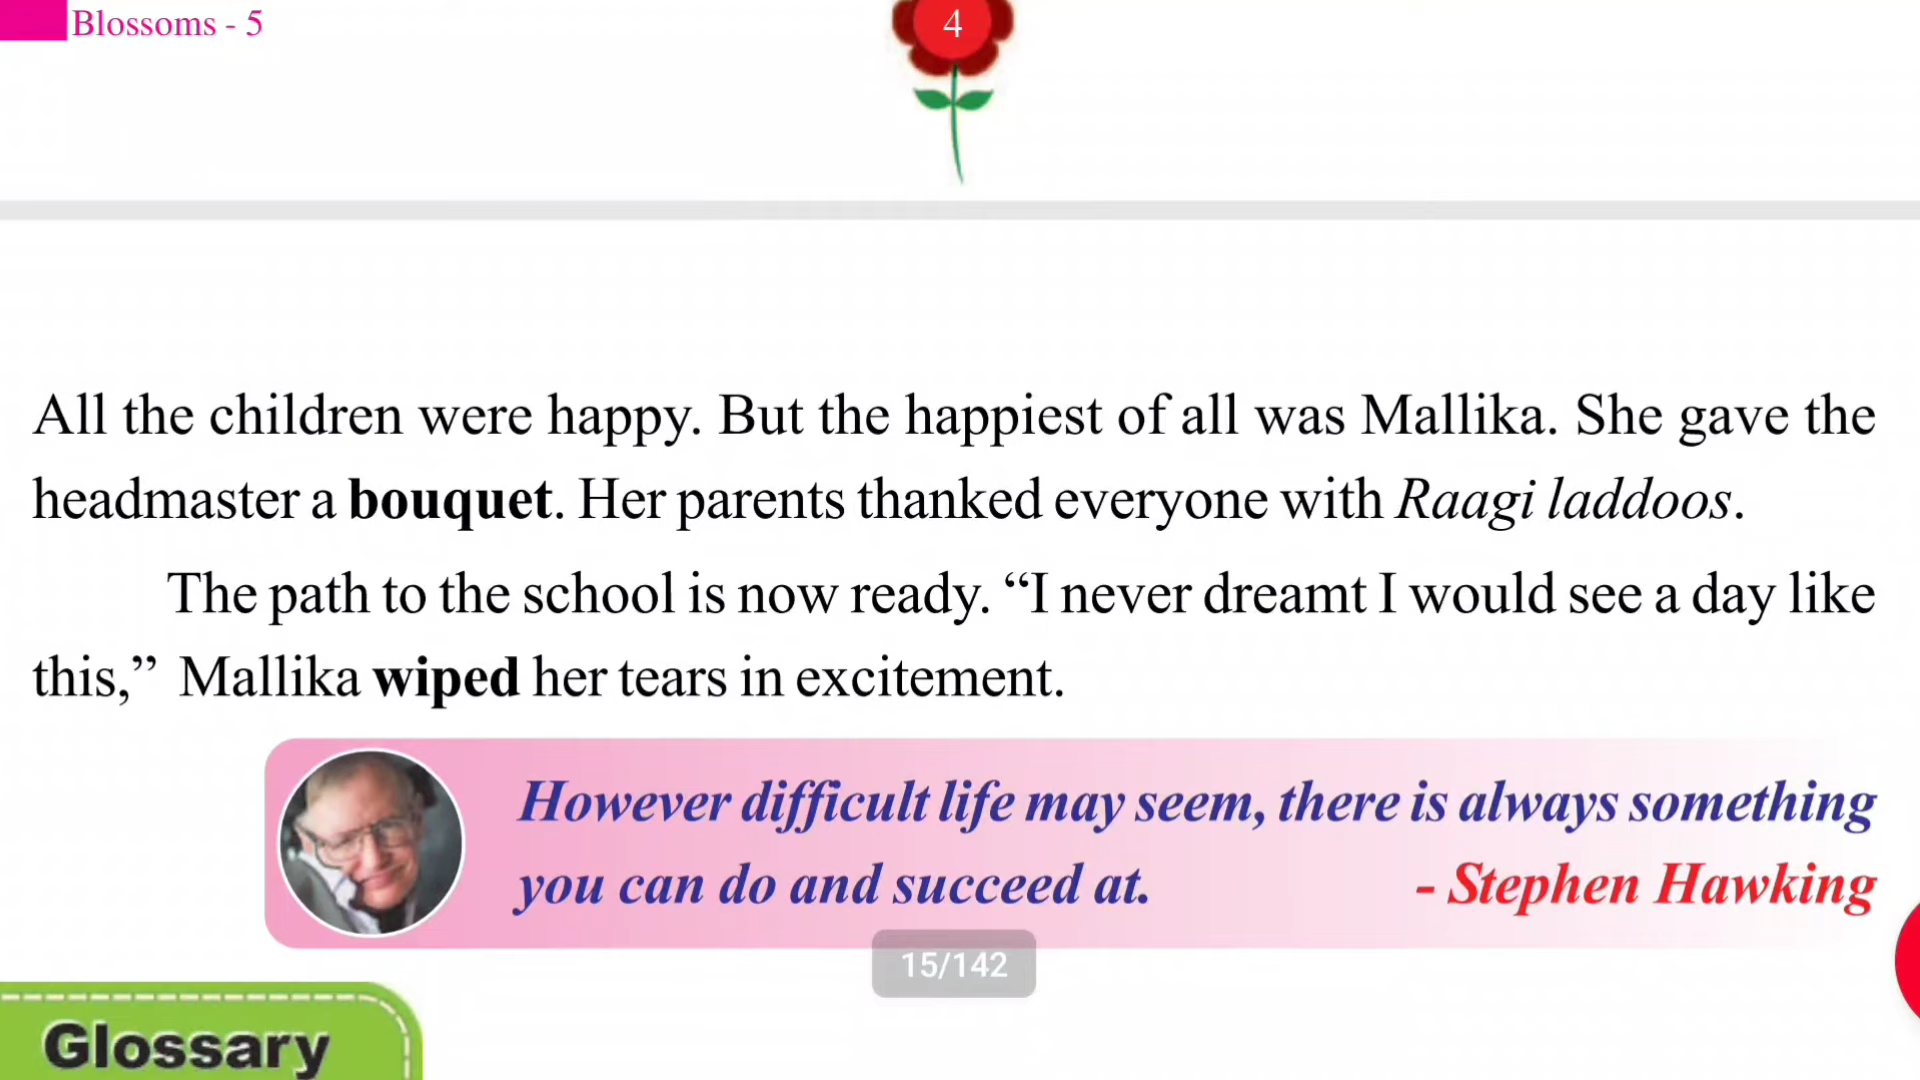 Blossoms - 5
4
All the children were happy. But the happiest of all was Mallika. She gave the
headmaster a bouquet. Her parents thanked everyone with Raagi laddoos.
The path to the school is now ready. “I never dreamt I would see a day like
this,” Mallika wiped her tears in excitement.
However difficult life may seem, there is always something
you can do and succeed at.
- Stephen Hawking
15/142
Glossary